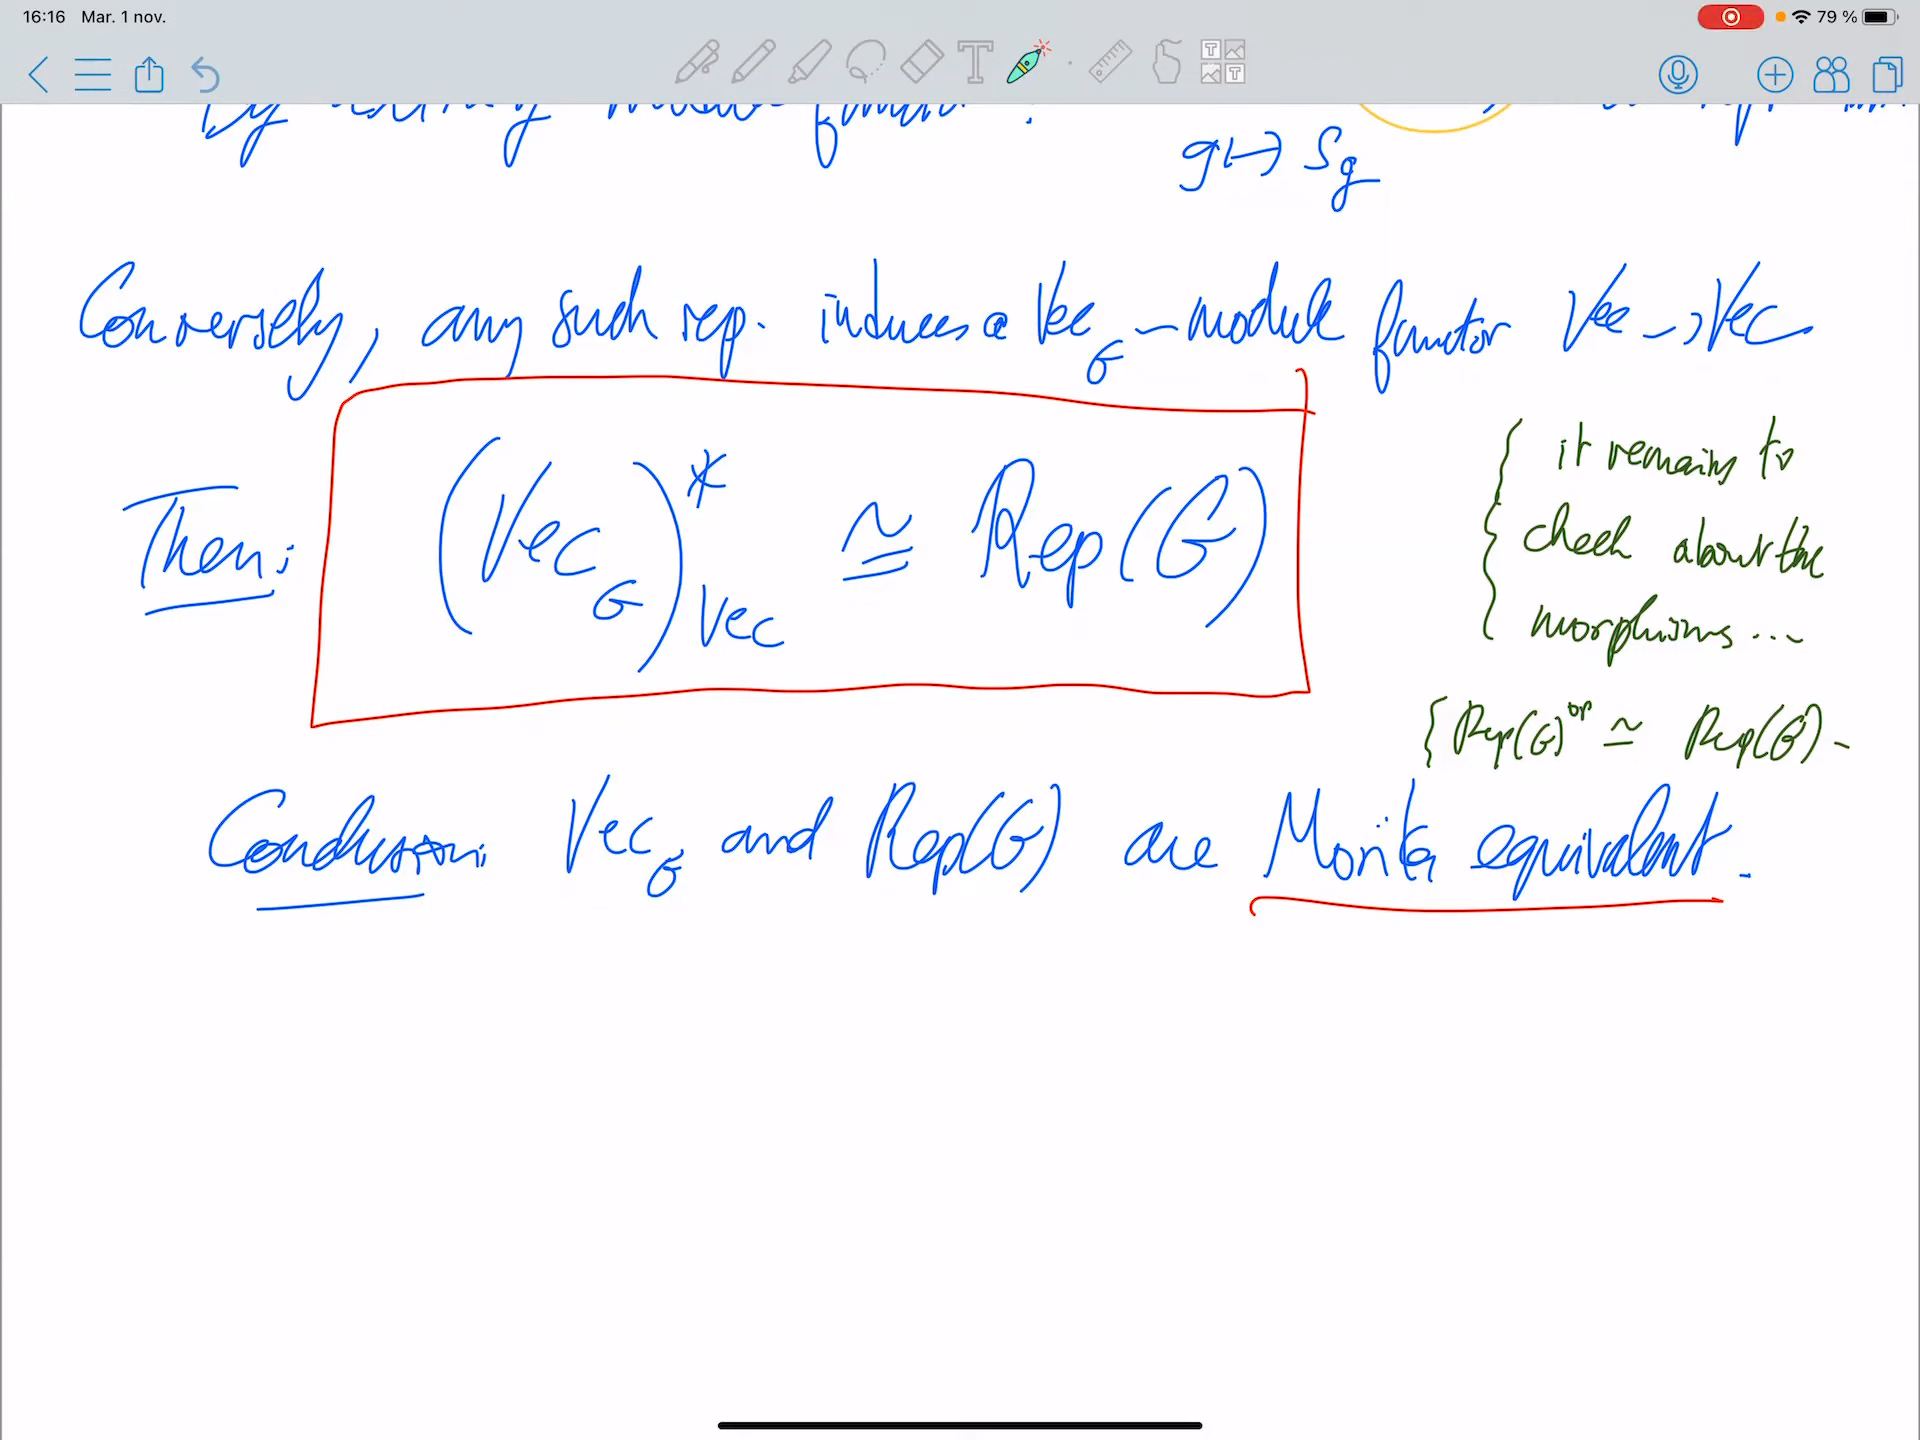 16:16 Mar. 1 nov.
79 %
g ↦ Sg
Conversely, any such rep. induces a Vec_G - module functor Vec → Vec
Then: (Vec_G)*_Vec ≅ Rep(G)
{ it remains to
check about the
morphisms ...
{ Rep(G)^op ≃ Rep(G) -
Conclusion: Vec_G and Rep(G) are Morita equivalent.